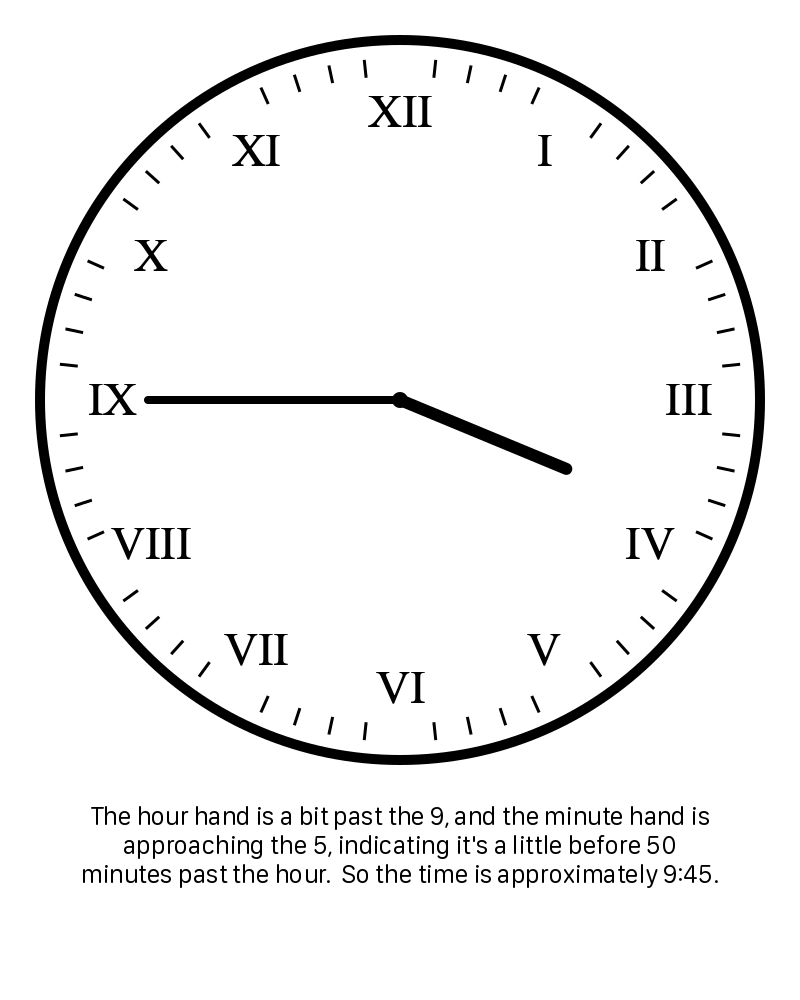 XII
XI
I
X
II
IX
III
VIII
IV
VII
V
VI
The hour hand is a bit past the 9, and the minute hand is
approaching the 5, indicating it's a little before 50
minutes past the hour.  So the time is approximately 9:45.